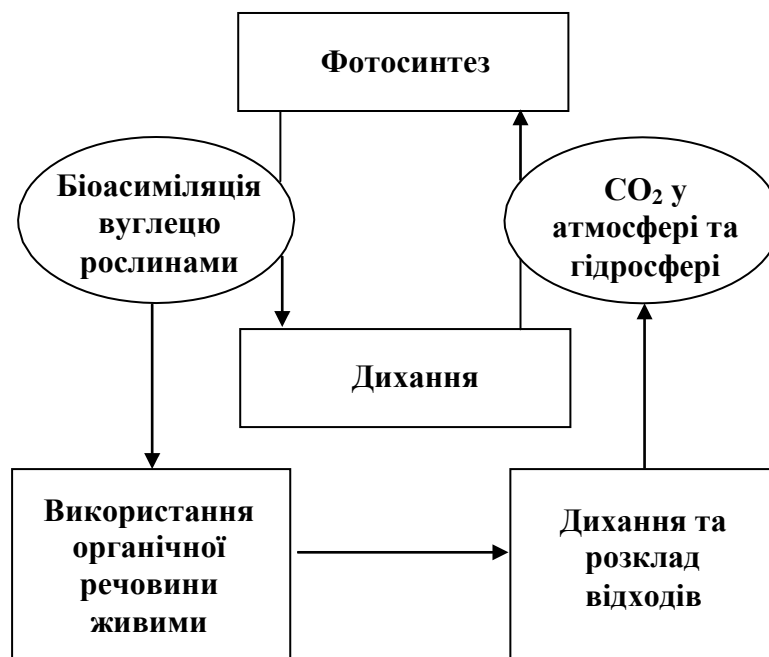 Фотосинтез
Біоасиміляція
вуглецю
рослинами
CO₂ у
атмосфері та
гідросфері
Дихання
Використання
органічної
речовини
живими
Дихання та
розклад
відходів